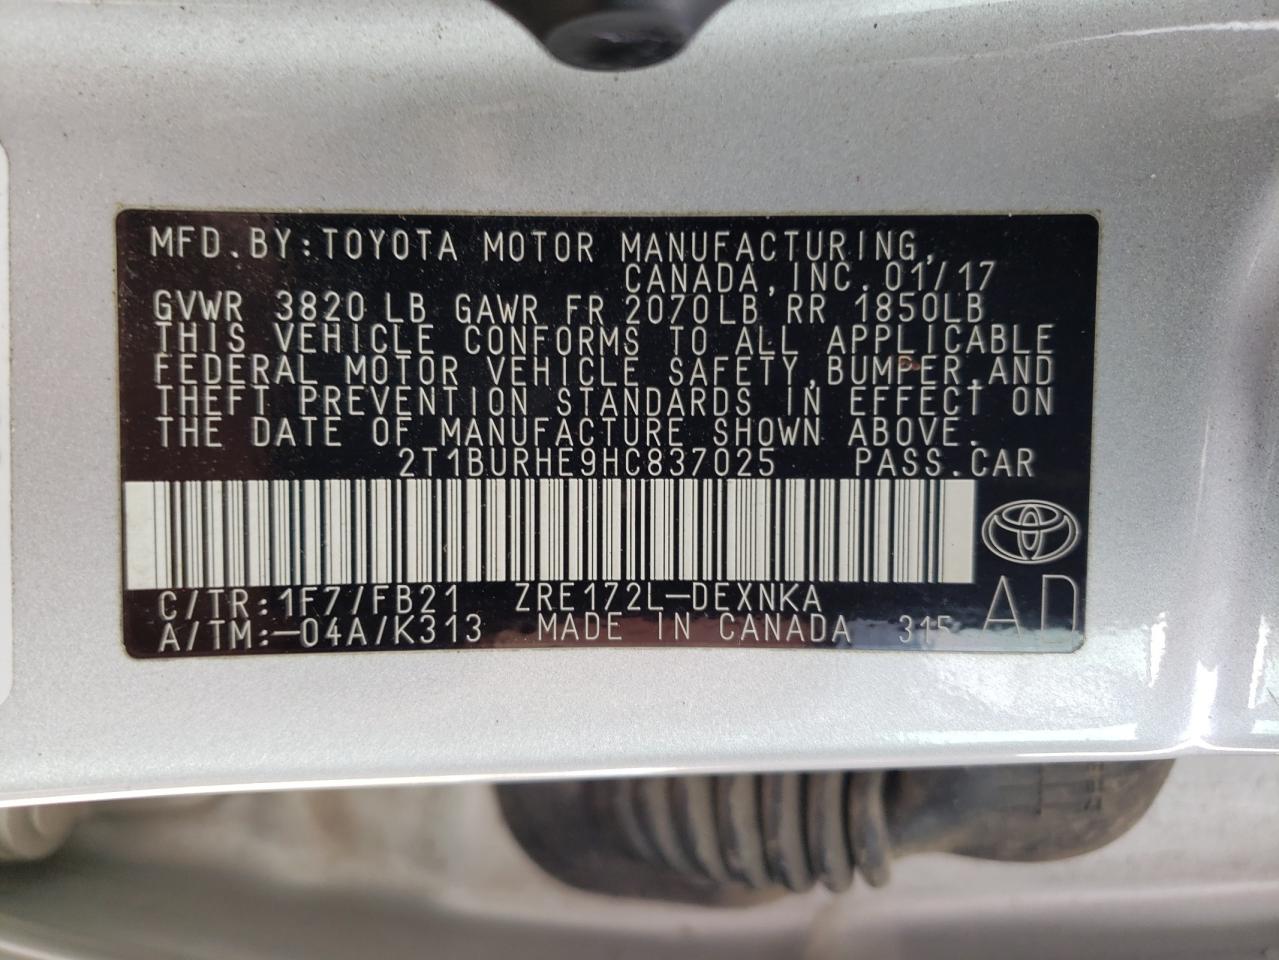 MFD.BY:TOYOTA MOTOR MANUFACTURING,
CANADA,INC.01/17
GVWR 3820 LB GAWR FR 2070LB RR 1850LB
THIS VEHICLE CONFORMS TO ALL APPLICABLE
FEDERAL MOTOR VEHICLE SAFETY,BUMPER,AND
THEFT PREVENTION STANDARDS IN EFFECT ON
THE DATE OF MANUFACTURE SHOWN ABOVE.
2T1BURHE9HC837025 PASS.CAR
C/TR:1F7/FB21 ZRE172L-DEXNKA
A/TM:-04A/K313 MADE IN CANADA 315 AD